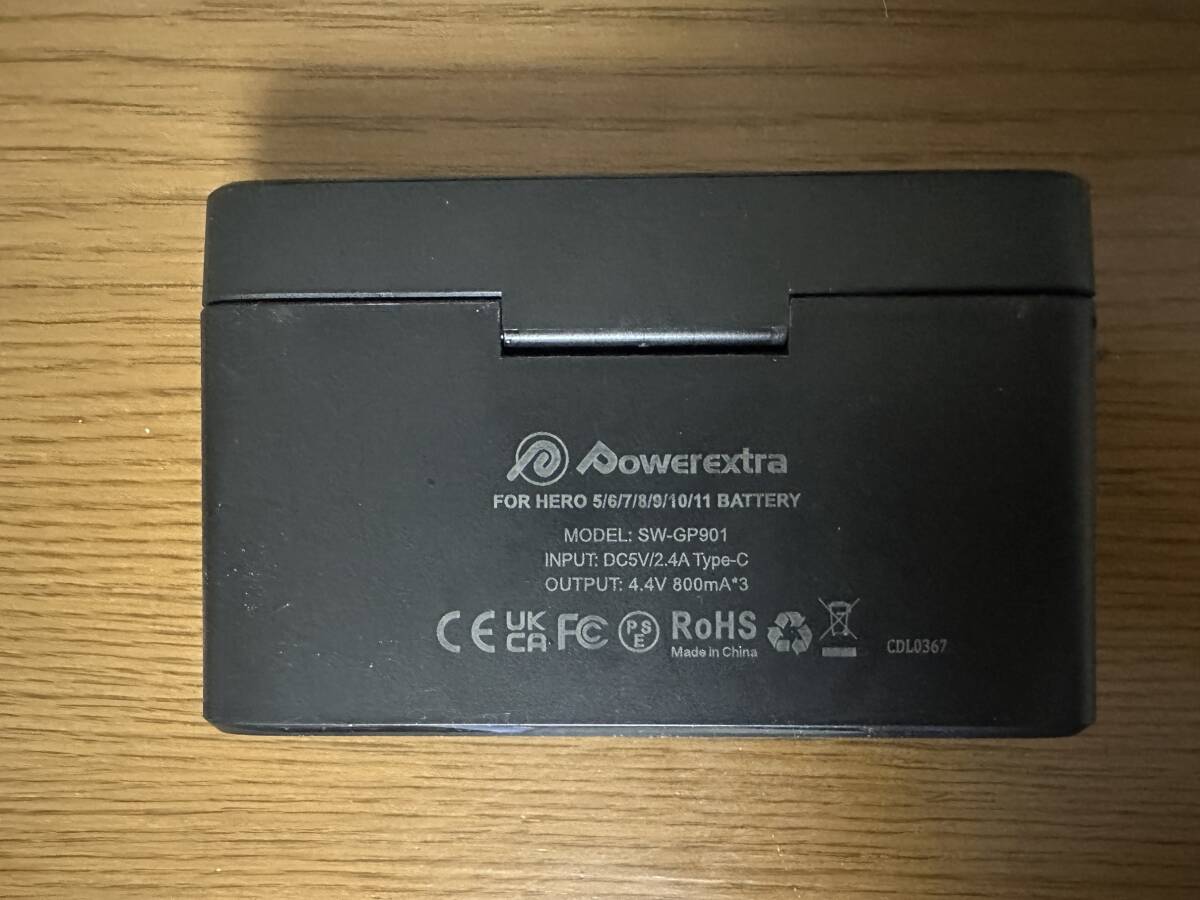 Powerextra
FOR HERO 5/6/7/8/9/10/11 BATTERY
MODEL: SW-GP901
INPUT: DC5V/2.4A Type-C
OUTPUT: 4.4V 800mA*3
CE UK CA FC PSE RoHS
Made in China
CDL0367